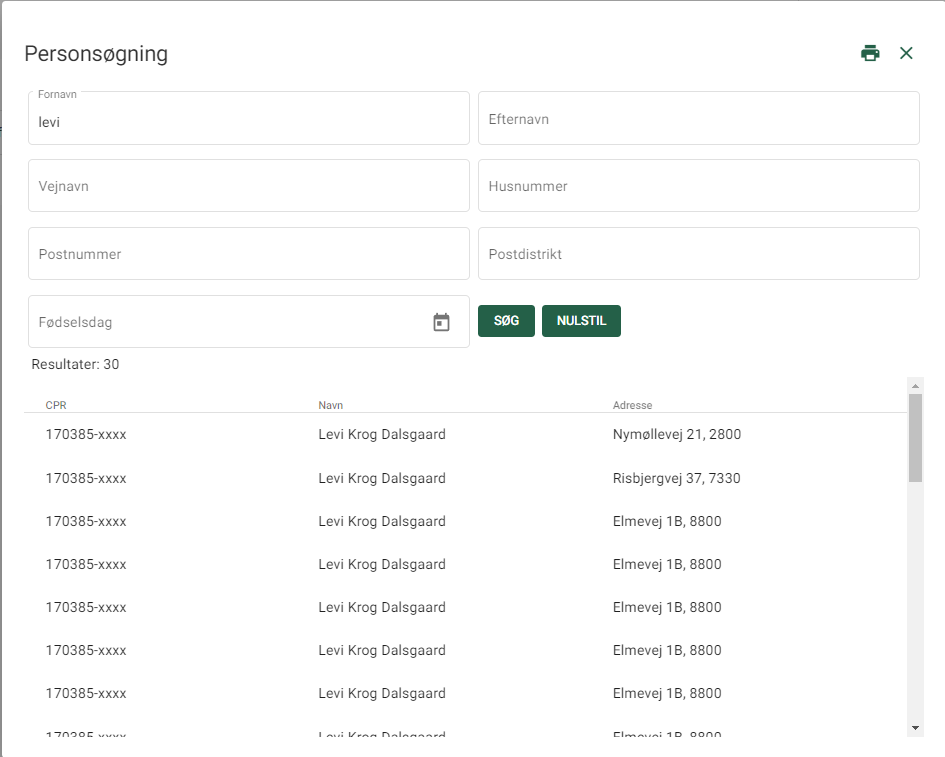 Personsøgning
Fornavn
levi
Efternavn
Vejnavn
Husnummer
Postnummer
Postdistrikt
Fødselsdag
SØG
NULSTIL
Resultater: 30
CPR Navn Adresse
170385-xxxx Levi Krog Dalsgaard Nymøllevej 21, 2800
170385-xxxx Levi Krog Dalsgaard Risbjergvej 37, 7330
170385-xxxx Levi Krog Dalsgaard Elmevej 1B, 8800
170385-xxxx Levi Krog Dalsgaard Elmevej 1B, 8800
170385-xxxx Levi Krog Dalsgaard Elmevej 1B, 8800
170385-xxxx Levi Krog Dalsgaard Elmevej 1B, 8800
170385-xxxx Levi Krog Dalsgaard Elmevej 1B, 8800
170385-xxxx Levi Krog Dalsgaard Elmevej 1B, 8800